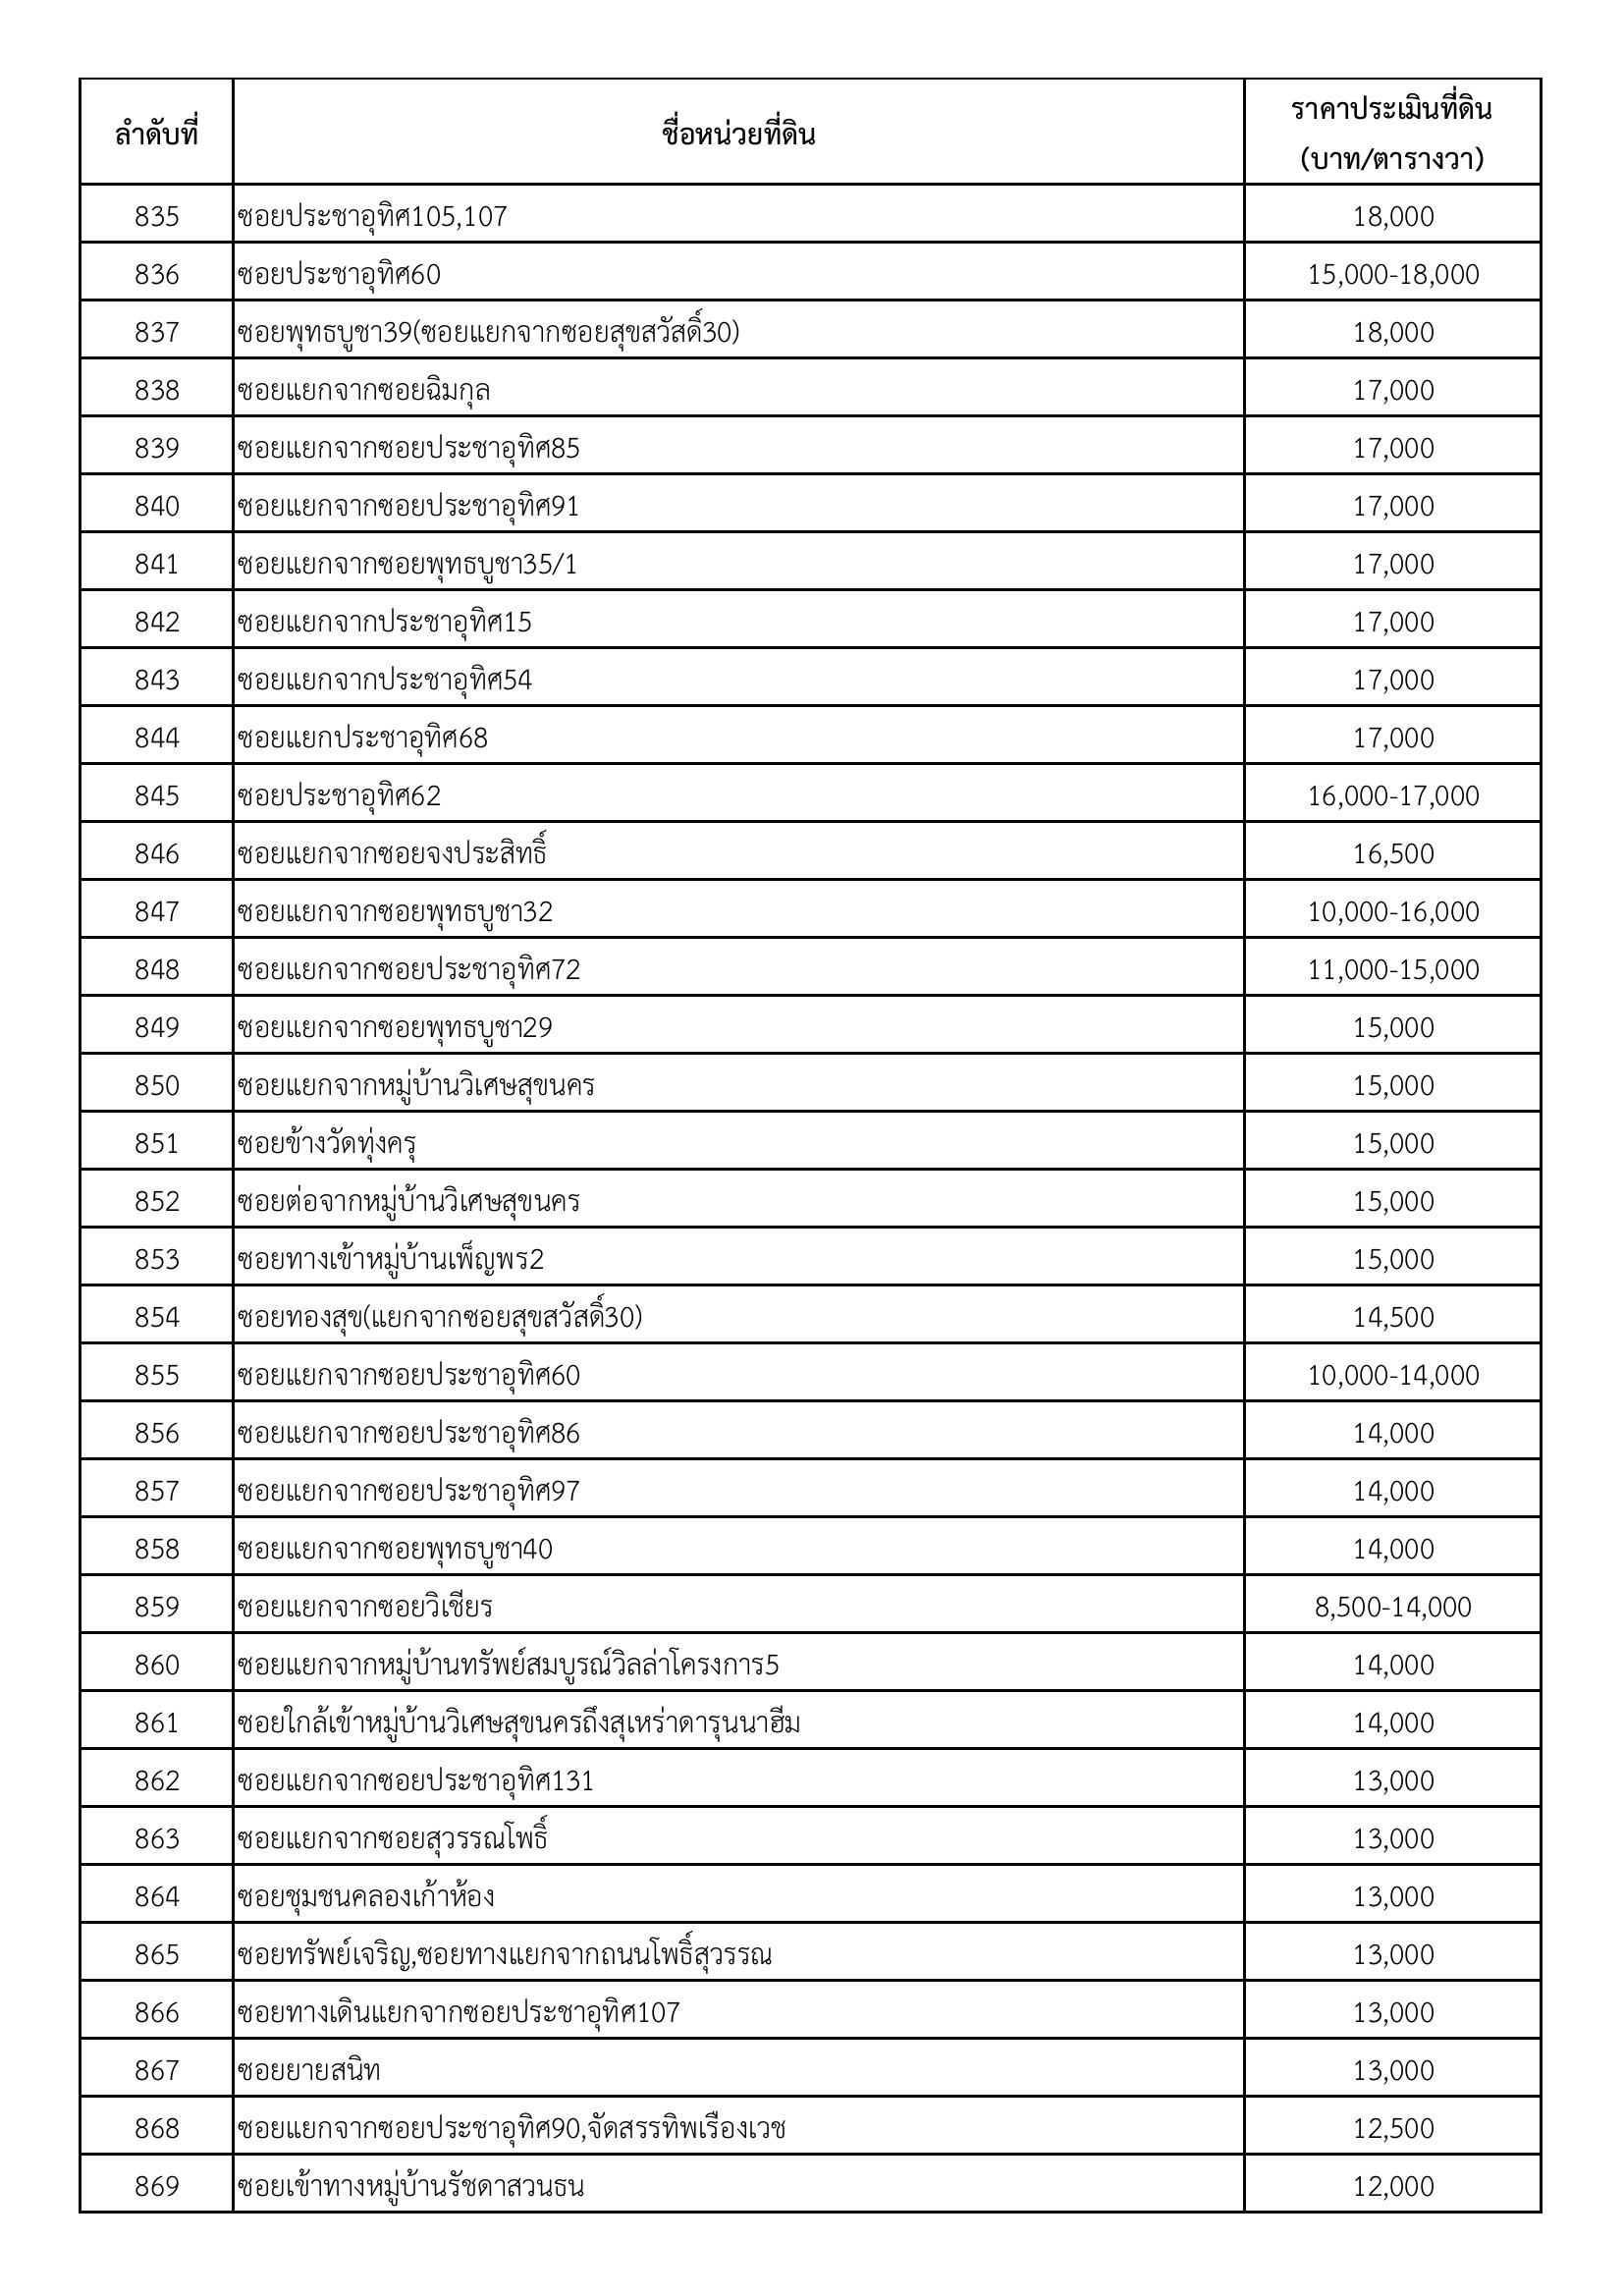 ลำดับที่ ชื่อหน่วยที่ดิน ราคาประเมินที่ดิน
(บาท/ตารางวา)
835 ซอยประชาอุทิศ105,107 18,000
836 ซอยประชาอุทิศ60 15,000-18,000
837 ซอยพุทธบูชา39(ซอยแยกจากซอยสุขสวัสดิ์30) 18,000
838 ซอยแยกจากซอยฉิมกุล 17,000
839 ซอยแยกจากซอยประชาอุทิศ85 17,000
840 ซอยแยกจากซอยประชาอุทิศ91 17,000
841 ซอยแยกจากซอยพุทธบูชา35/1 17,000
842 ซอยแยกจากประชาอุทิศ15 17,000
843 ซอยแยกจากประชาอุทิศ54 17,000
844 ซอยแยกประชาอุทิศ68 17,000
845 ซอยประชาอุทิศ62 16,000-17,000
846 ซอยแยกจากซอยจงประสิทธิ์ 16,500
847 ซอยแยกจากซอยพุทธบูชา32 10,000-16,000
848 ซอยแยกจากซอยประชาอุทิศ72 11,000-15,000
849 ซอยแยกจากซอยพุทธบูชา29 15,000
850 ซอยแยกจากหมู่บ้านวิเศษสุขนคร 15,000
851 ซอยข้างวัดทุ่งครุ 15,000
852 ซอยต่อจากหมู่บ้านวิเศษสุขนคร 15,000
853 ซอยทางเข้าหมู่บ้านเพ็ญพร2 15,000
854 ซอยทองสุข(แยกจากซอยสุขสวัสดิ์30) 14,500
855 ซอยแยกจากซอยประชาอุทิศ60 10,000-14,000
856 ซอยแยกจากซอยประชาอุทิศ86 14,000
857 ซอยแยกจากซอยประชาอุทิศ97 14,000
858 ซอยแยกจากซอยพุทธบูชา40 14,000
859 ซอยแยกจากซอยวิเชียร 8,500-14,000
860 ซอยแยกจากหมู่บ้านทรัพย์สมบูรณ์วิลล่าโครงการ5 14,000
861 ซอยใกล้เข้าหมู่บ้านวิเศษสุขนครถึงสุเหร่าดารุนนาฮีม 14,000
862 ซอยแยกจากซอยประชาอุทิศ131 13,000
863 ซอยแยกจากซอยสุวรรณโพธิ์ 13,000
864 ซอยชุมชนคลองเก้าห้อง 13,000
865 ซอยทรัพย์เจริญ,ซอยทางแยกจากถนนโพธิ์สุวรรณ 13,000
866 ซอยทางเดินแยกจากซอยประชาอุทิศ107 13,000
867 ซอยยายสนิท 13,000
868 ซอยแยกจากซอยประชาอุทิศ90,จัดสรรทิพเรืองเวช 12,500
869 ซอยเข้าทางหมู่บ้านรัชดาสวนธน 12,000